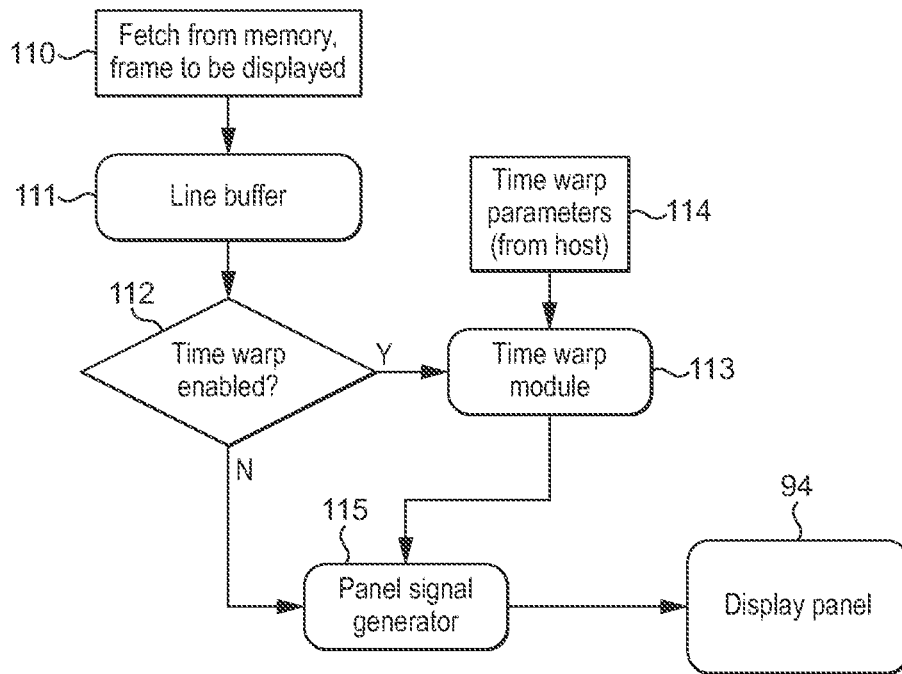 110
Fetch from memory,
frame to be displayed
111
Line buffer
Time warp
parameters
(from host)
114
112
Time warp
enabled?
Y
N
Time warp
module
113
115
Panel signal
generator
94
Display panel